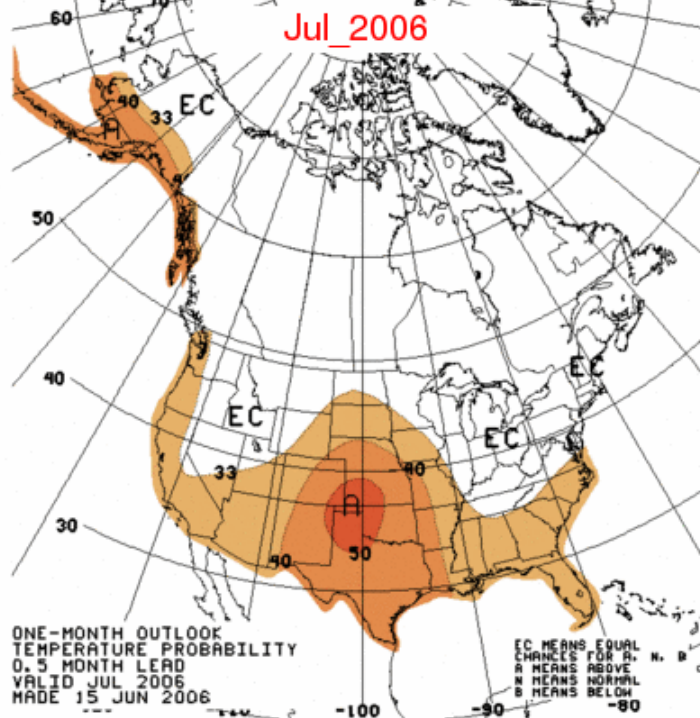 Jul_2006
60
70
EC
40
33
A
50
EC
40
EC
EC
33
40
A
30
40
50
ONE-MONTH OUTLOOK
TEMPERATURE PROBABILITY
0.5 MONTH LEAD
VALID JUL 2006
MADE 15 JUN 2006
EC MEANS EQUAL
CHANCES FOR A, N, B
A MEANS ABOVE
N MEANS NORMAL
B MEANS BELOW
-110
-100
-90
-80